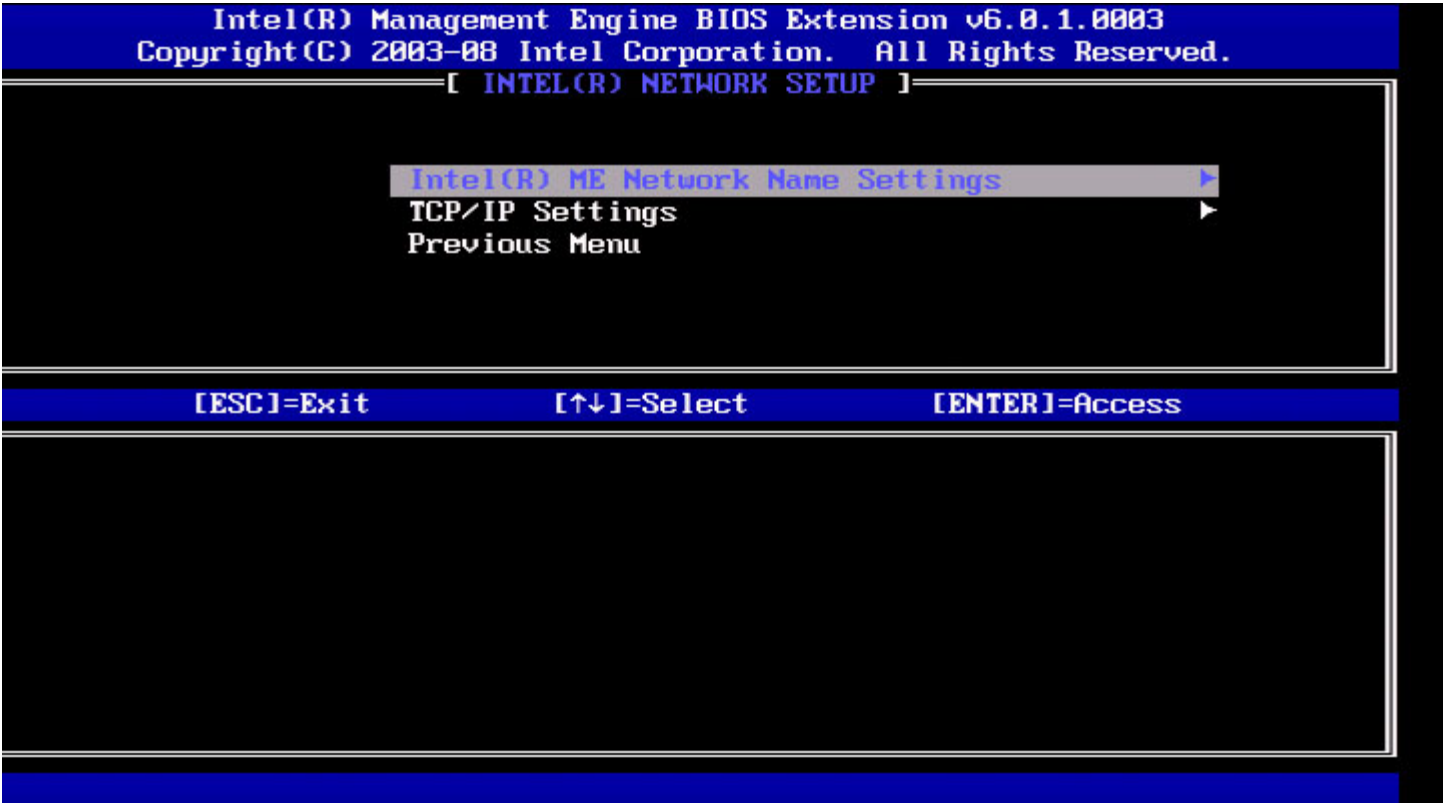 Intel(R) Management Engine BIOS Extension v6.0.1.0003
Copyright(C) 2003-08 Intel Corporation. All Rights Reserved.
[ INTEL(R) NETWORK SETUP ]
Intel(R) ME Network Name Settings ►
TCP/IP Settings ►
Previous Menu
[ESC]=Exit [↑↓]=Select [ENTER]=Access